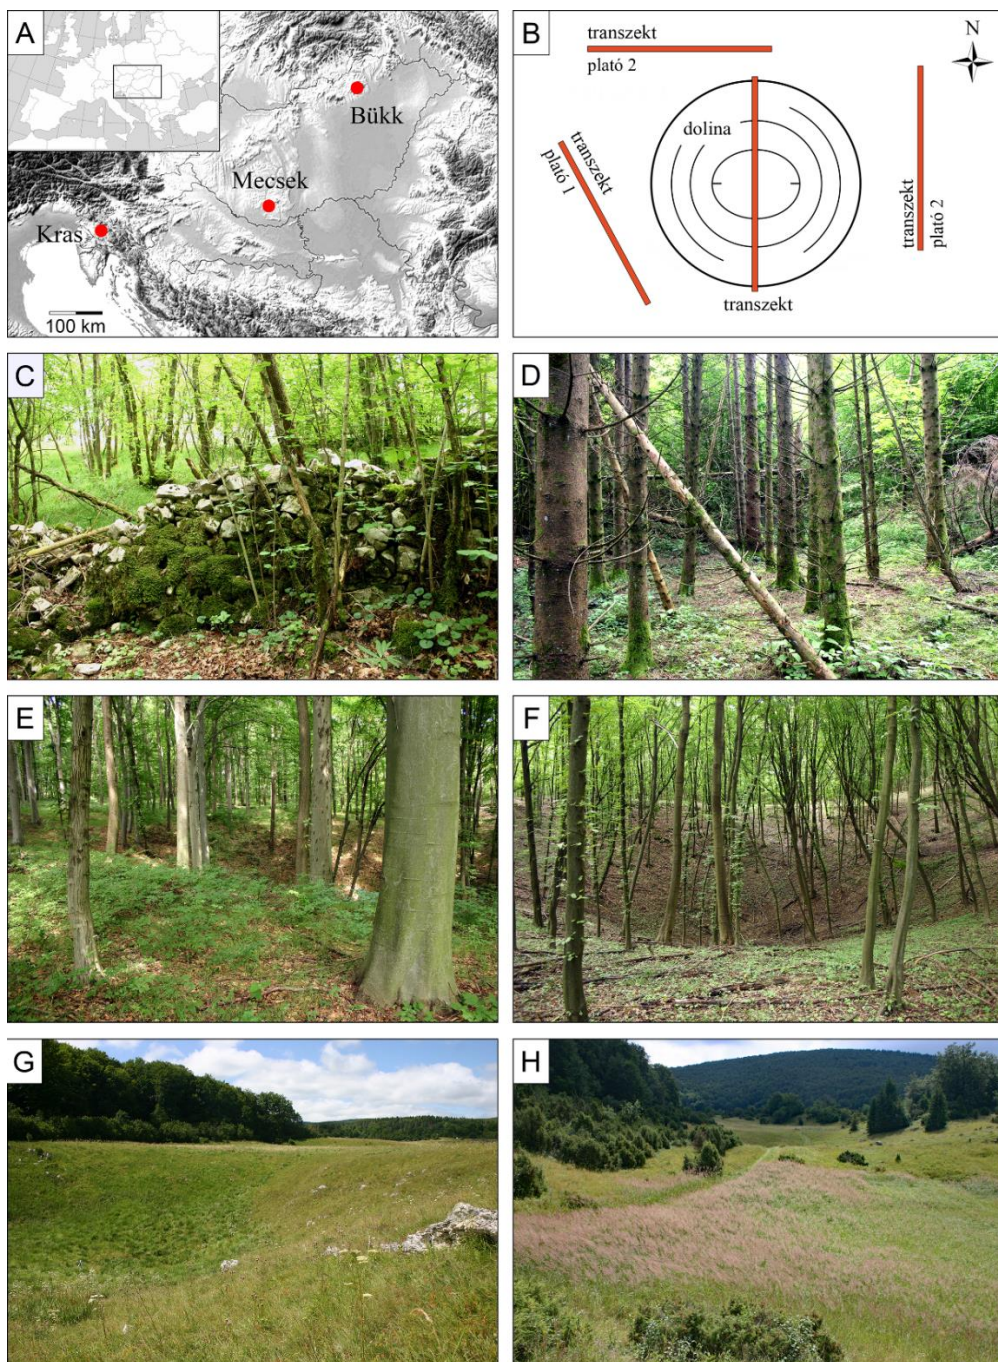 A
Bükk
Mecsek
Kras
100 km
B
N
transzekt
plató 2
dolina
transzekt
plató 1
transzekt
plató 2
transzekt
C
D
E
F
G
H